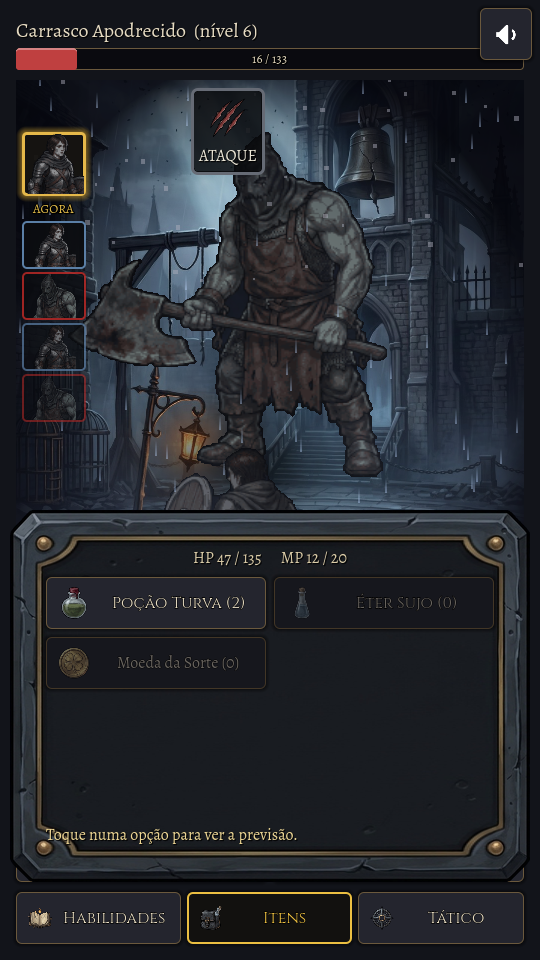 Carrasco Apodrecido (nível 6)
16 / 133
ATAQUE
AGORA
HP 47 / 135 MP 12 / 20
Poção Turva (2)
Éter Sujo (0)
Moeda da Sorte (0)
Toque numa opção para ver a previsão.
Habilidades
Itens
Tático